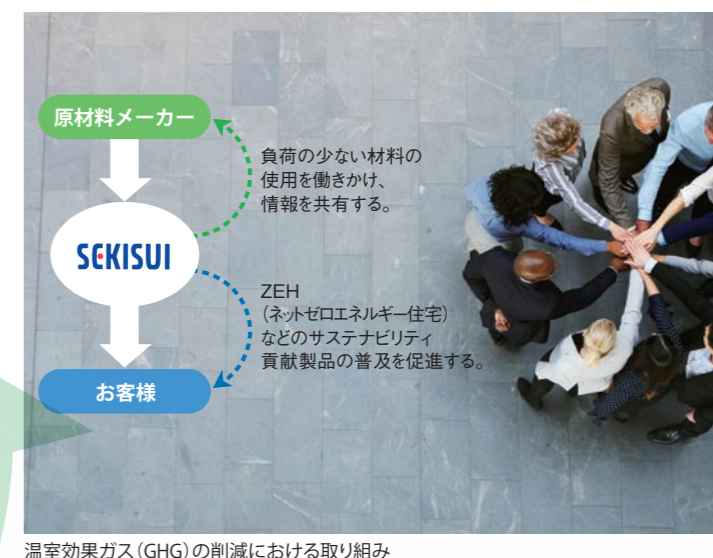 原材料メーカー
負荷の少ない材料の
使用を働きかけ、
情報を共有する。
SEKISUI
ZEH
（ネットゼロエネルギー住宅）
などのサステナビリティ
貢献製品の普及を促進する。
お客様
温室効果ガス（GHG）の削減における取り組み